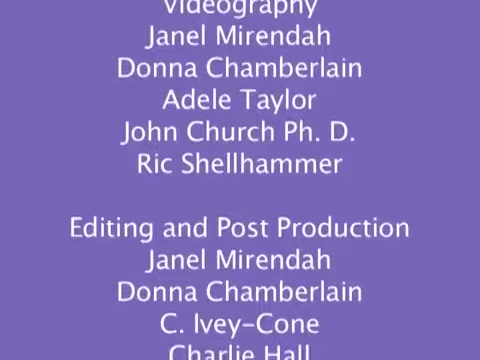 Videography
Janel Mirendah
Donna Chamberlain
Adele Taylor
John Church Ph. D.
Ric Shellhammer
Editing and Post Production
Janel Mirendah
Donna Chamberlain
C. Ivey-Cone
Charlie Hall